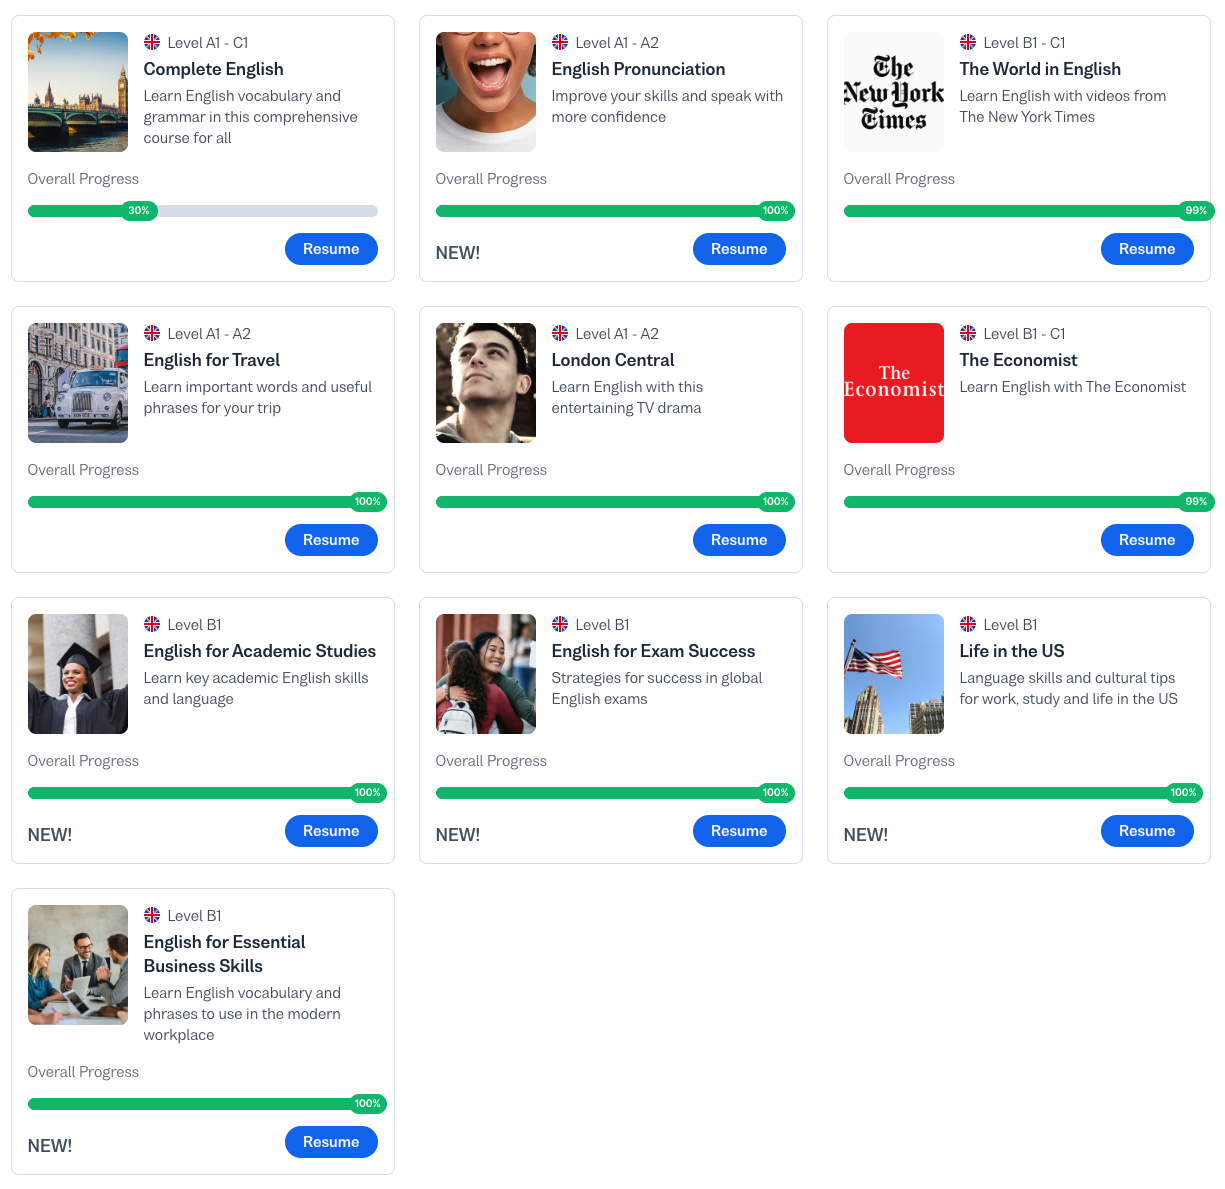 Level A1 - C1
Complete English
Learn English vocabulary and
grammar in this comprehensive
course for all
Overall Progress
30%
Resume
Level A1 - A2
English Pronunciation
Improve your skills and speak with
more confidence
Overall Progress
100%
NEW!
Resume
The
New York
Times
Level B1 - C1
The World in English
Learn English with videos from
The New York Times
Overall Progress
99%
Resume
Level A1 - A2
English for Travel
Learn important words and useful
phrases for your trip
Overall Progress
100%
Resume
Level A1 - A2
London Central
Learn English with this
entertaining TV drama
Overall Progress
100%
Resume
The
Economist
Level B1 - C1
The Economist
Learn English with The Economist
Overall Progress
99%
Resume
Level B1
English for Academic Studies
Learn key academic English skills
and language
Overall Progress
100%
NEW!
Resume
Level B1
English for Exam Success
Strategies for success in global
English exams
Overall Progress
100%
NEW!
Resume
Level B1
Life in the US
Language skills and cultural tips
for work, study and life in the US
Overall Progress
100%
NEW!
Resume
Level B1
English for Essential
Business Skills
Learn English vocabulary and
phrases to use in the modern
workplace
Overall Progress
100%
NEW!
Resume